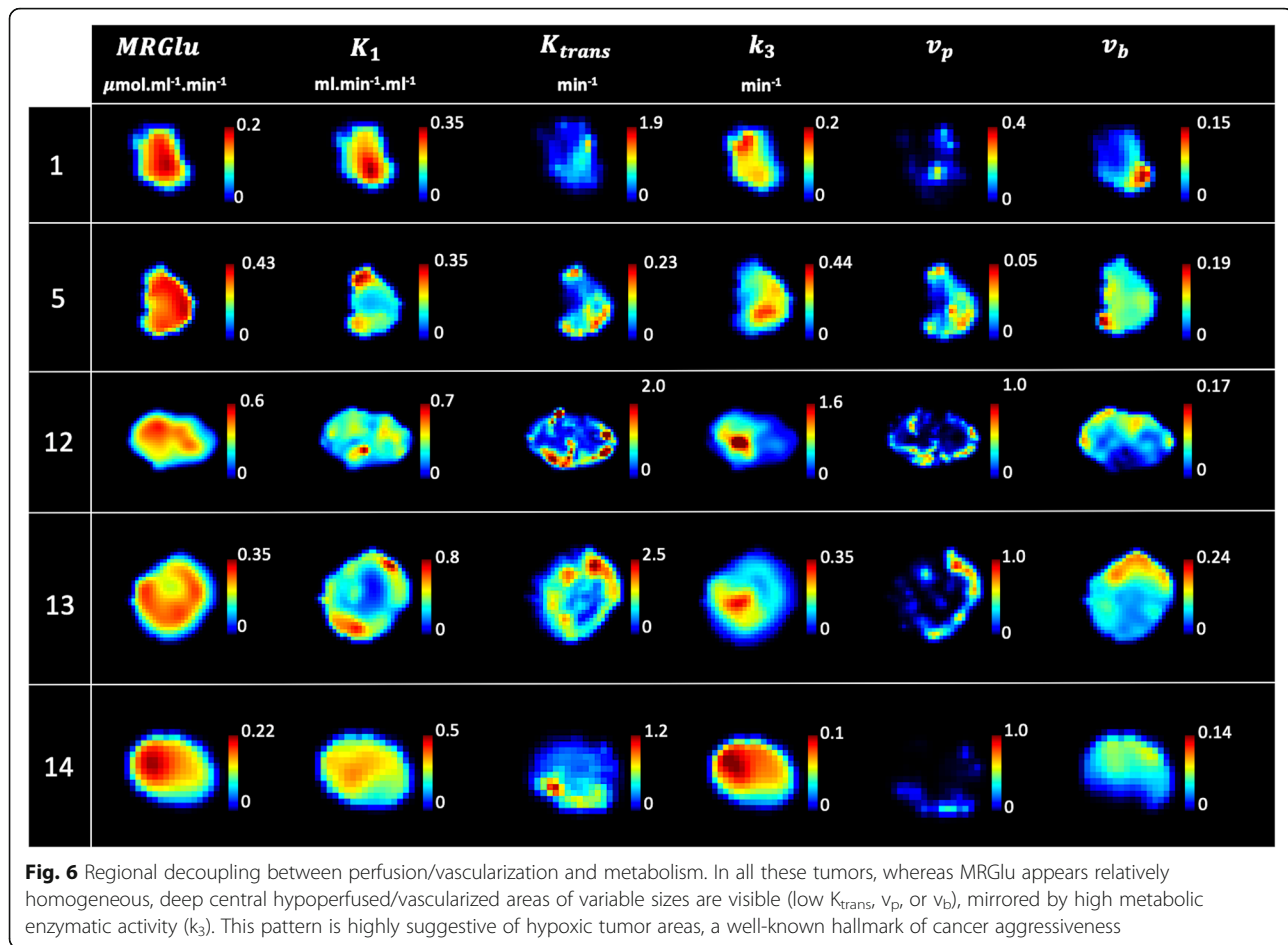 MRGlu K₁ K_trans k₃ v_p v_b
μmol.ml⁻¹.min⁻¹ ml.min⁻¹.ml⁻¹ min⁻¹ min⁻¹
1 0.2 0 0.35 0 1.9 0 0.2 0 0.4 0 0.15 0
5 0.43 0 0.35 0 0.23 0 0.44 0 0.05 0 0.19 0
12 0.6 0 0.7 0 2.0 0 1.6 0 1.0 0 0.17 0
13 0.35 0 0.8 0 2.5 0 0.35 0 1.0 0 0.24 0
14 0.22 0 0.5 0 1.2 0 0.1 0 1.0 0 0.14 0
Fig. 6 Regional decoupling between perfusion/vascularization and metabolism. In all these tumors, whereas MRGlu appears relatively
homogeneous, deep central hypoperfused/vascularized areas of variable sizes are visible (low K_trans, v_p, or v_b), mirrored by high metabolic
enzymatic activity (k₃). This pattern is highly suggestive of hypoxic tumor areas, a well-known hallmark of cancer aggressiveness